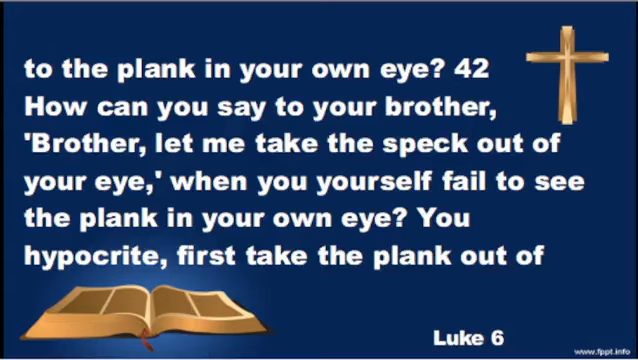 to the plank in your own eye? 42
How can you say to your brother,
'Brother, let me take the speck out of
your eye,' when you yourself fail to see
the plank in your own eye? You
hypocrite, first take the plank out of
Luke 6
www.fppt.info